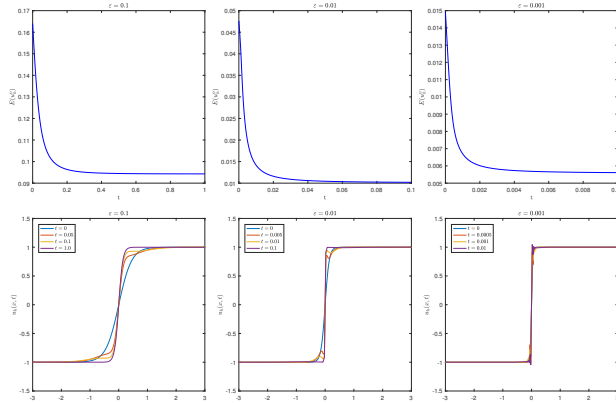 ε = 0.1
ε = 0.01
ε = 0.001
0.17
0.16
0.15
0.14
0.13
0.12
0.11
0.1
0.09
0 0.2 0.4 0.6 0.8 1
t
0.05
0.045
0.04
0.035
0.03
0.025
0.02
0.015
0.01
0 0.02 0.04 0.06 0.08 0.1
t
0.015
0.014
0.013
0.012
0.011
0.01
0.009
0.008
0.007
0.006
0.005
0 0.002 0.004 0.006 0.008
t
ε = 0.1
u_h(x, t)
1.5
1
0.5
0
-0.5
-1
-1.5
-3 -2 -1 0 1 2 3
t = 0
t = 0.05
t = 0.1
t = 1.0
ε = 0.01
u_h(x, t)
1.5
1
0.5
0
-0.5
-1
-1.5
-3 -2 -1 0 1 2 3
t = 0
t = 0.005
t = 0.01
t = 0.1
ε = 0.001
u_h(x, t)
1.5
1
0.5
0
-0.5
-1
-1.5
-3 -2 -1 0 1 2
t = 0
t = 0.0005
t = 0.001
t = 0.01